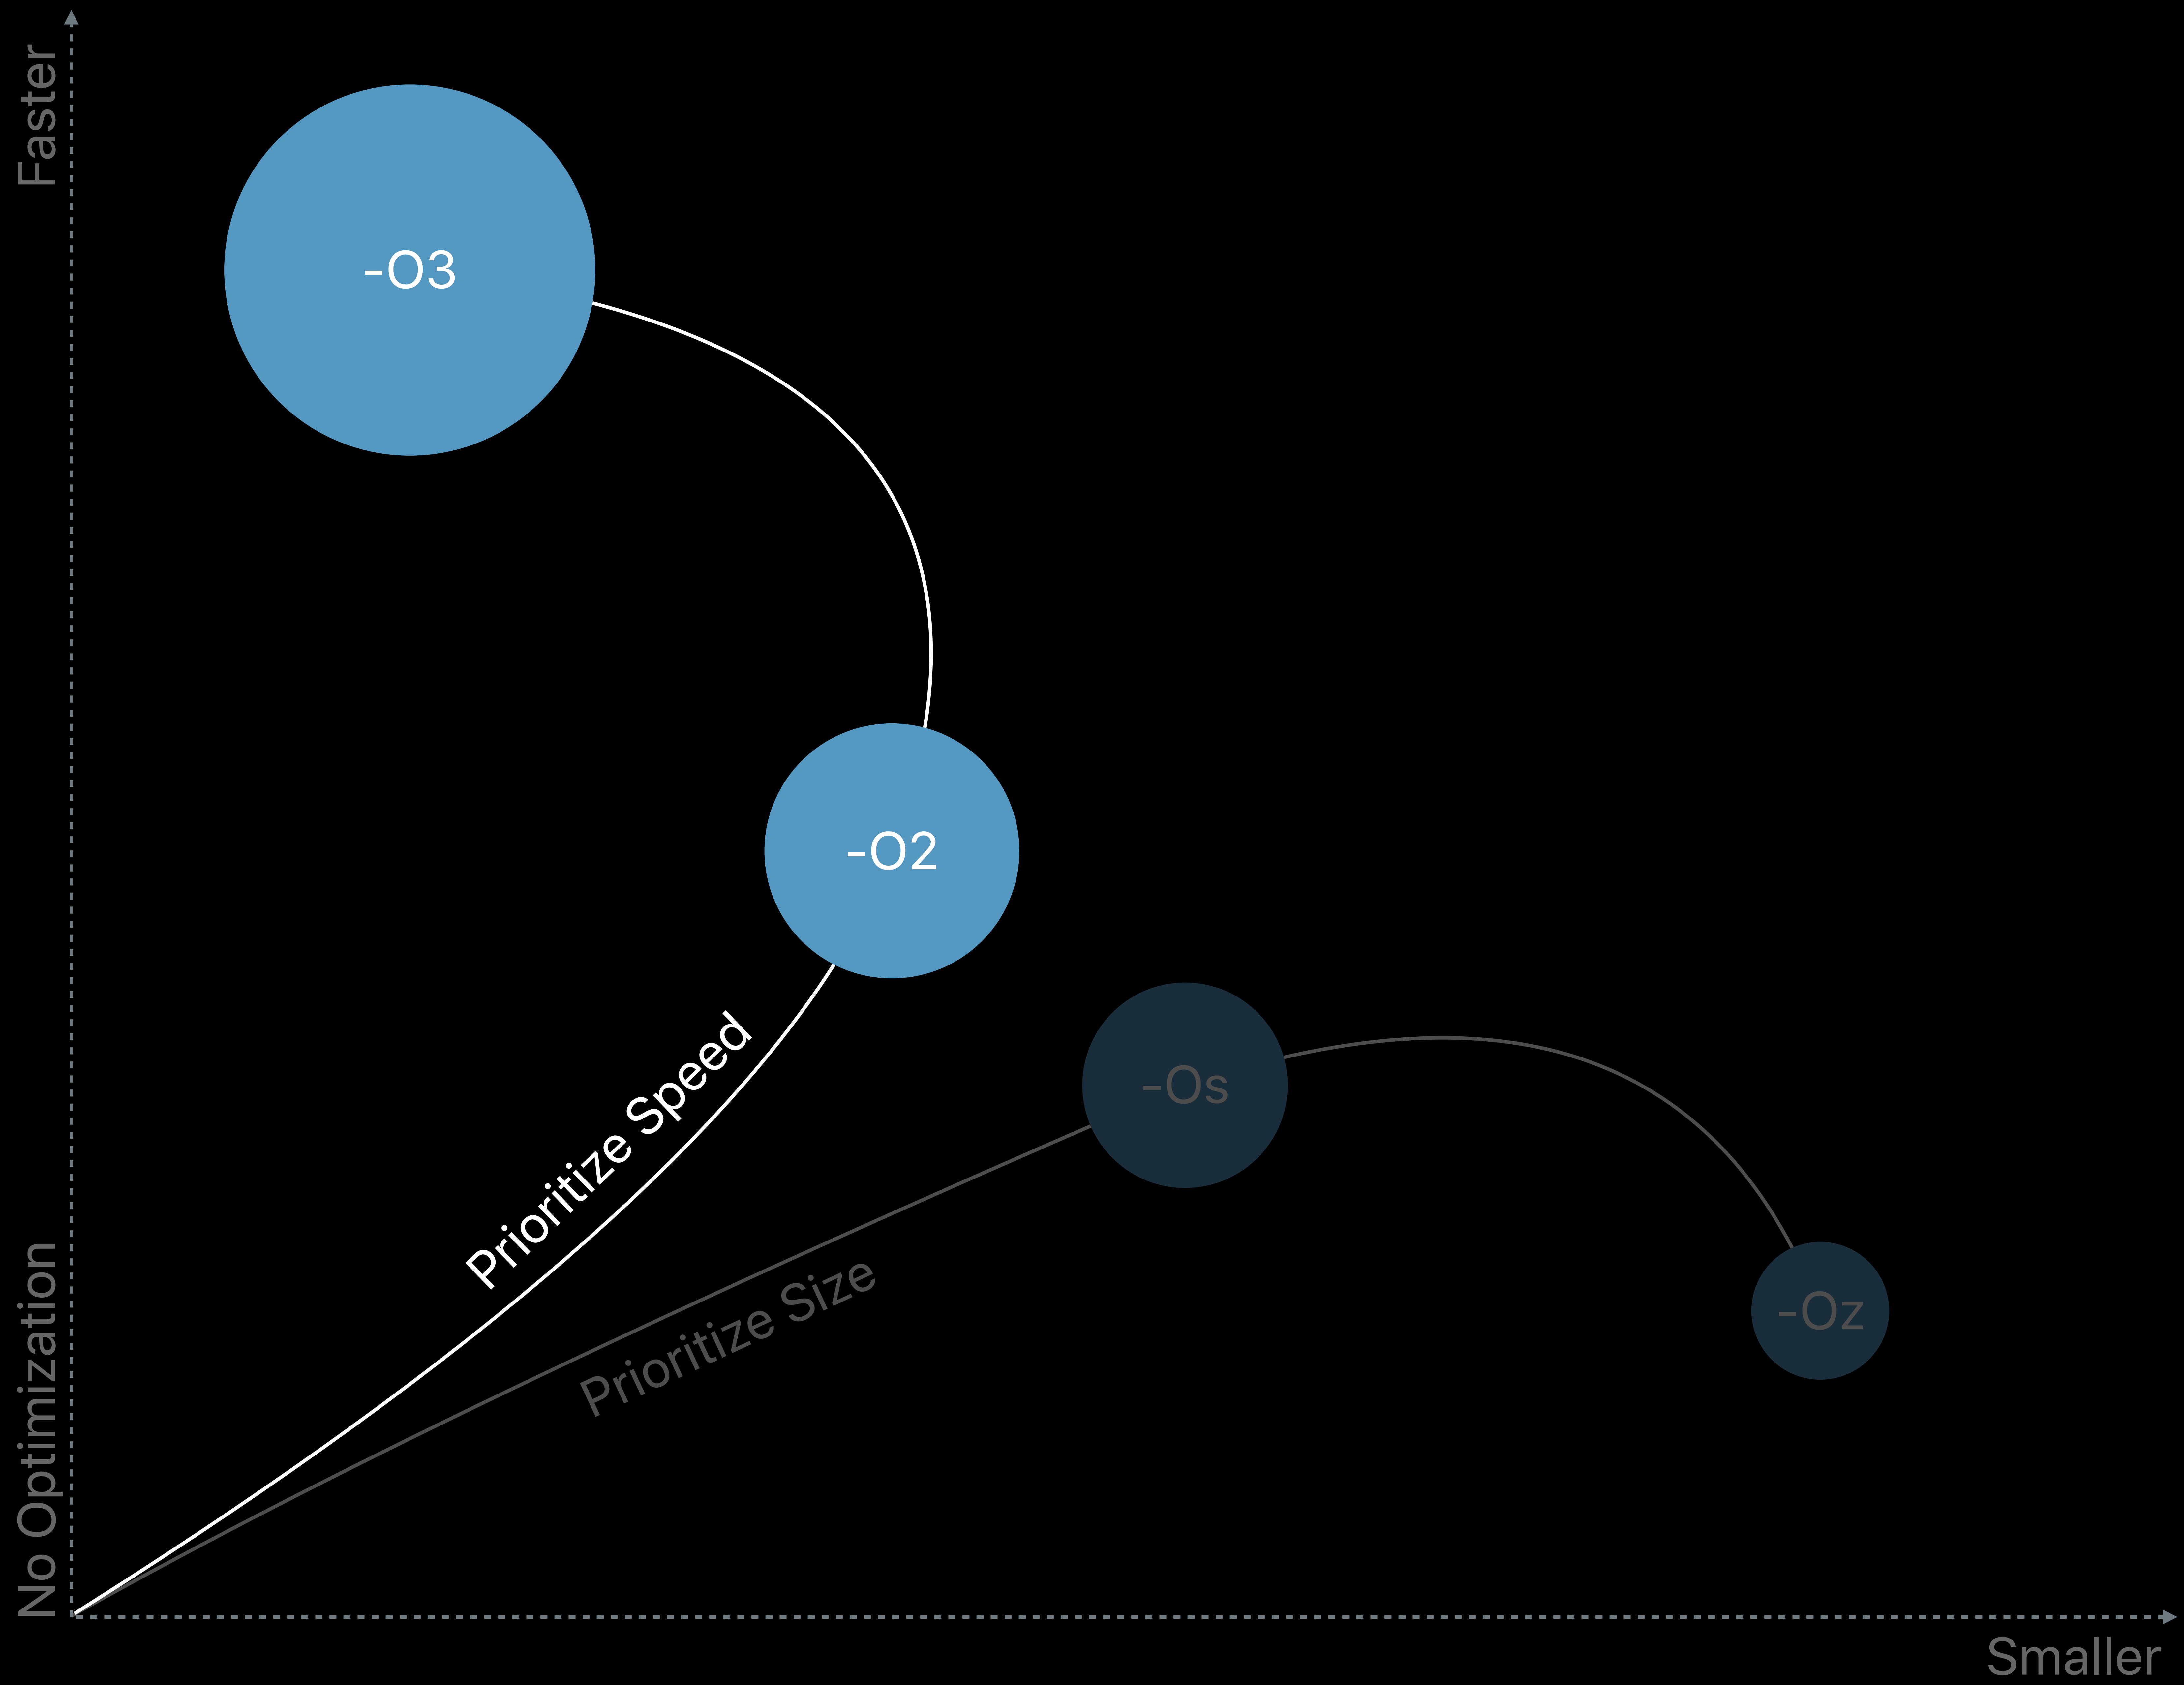 Faster
-O3
-O2
Prioritize Speed
-Os
Prioritize Size
-Oz
No Optimization
Smaller